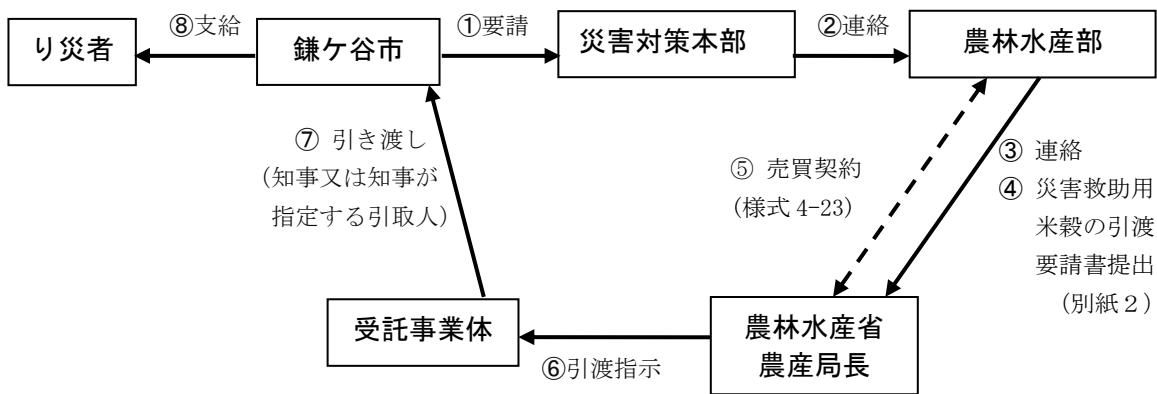 ⑧支給
①要請
②連絡
り災者
鎌ケ谷市
災害対策本部
農林水産部
⑦ 引き渡し
(知事又は知事が
指定する引取人)
⑤ 売買契約
(様式 4-23)
③ 連絡
④ 災害救助用
米穀の引渡
要請書提出
(別紙2)
受託事業体
⑥引渡指示
農林水産省
農産局長